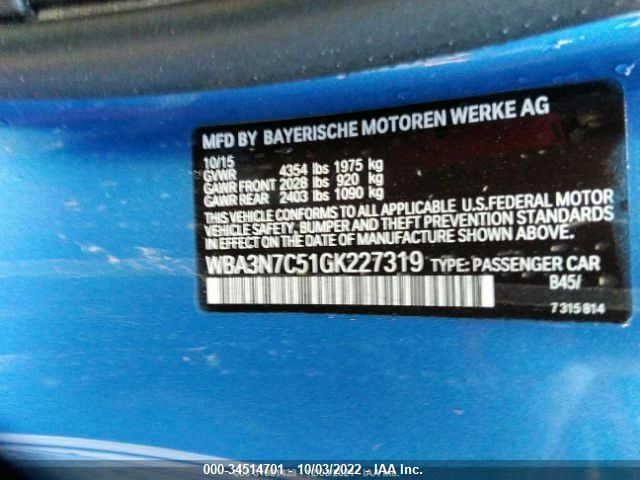 MFD BY BAYERISCHE MOTOREN WERKE AG
10/15
GVWR 4354 lbs 1975 kg
GAWR FRONT 2028 lbs 920 kg
GAWR REAR 2403 lbs 1090 kg
THIS VEHICLE CONFORMS TO ALL APPLICABLE U.S.FEDERAL MOTOR
VEHICLE SAFETY, BUMPER, AND THEFT PREVENTION STANDARDS
IN EFFECT ON THE DATE OF MANUFACTURE SHOWN ABOVE.
WBA3N7C51GK227319 TYPE: PASSENGER CAR
B45/
7315814
000-34514701 - 10/03/2022 - IAA Inc.